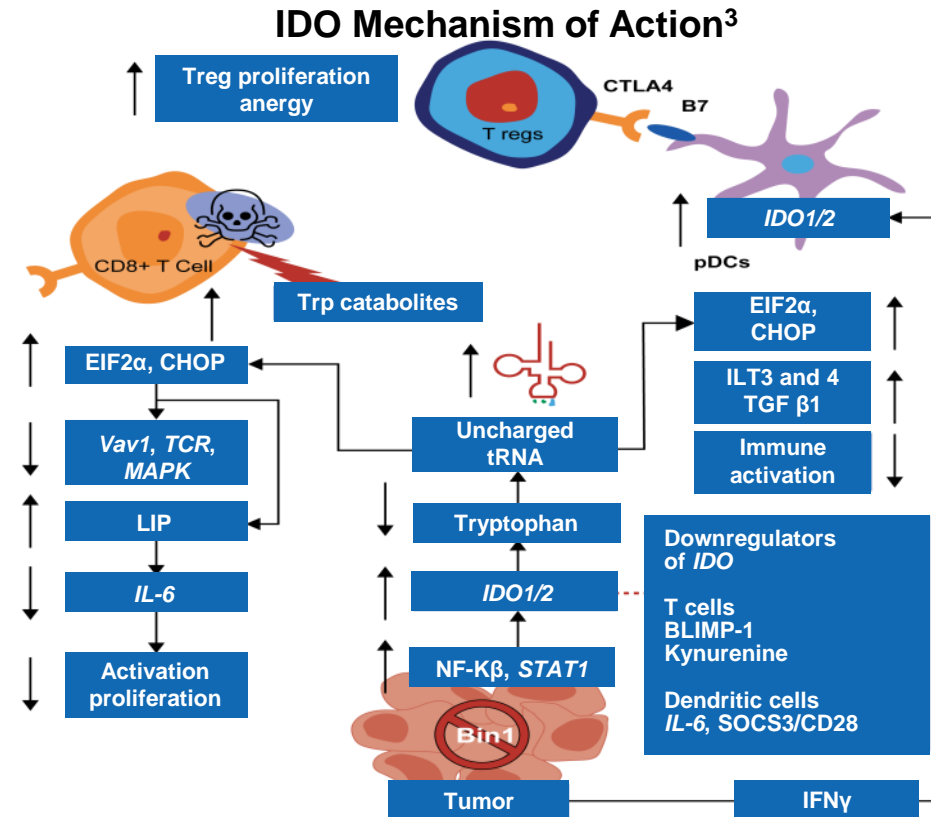 IDO Mechanism of Action³
Treg proliferation
anergy
CTLA4
B7
T regs
IDO1/2
pDCs
CD8+ T Cell
Trp catabolites
EIF2α,
CHOP
EIF2α, CHOP
ILT3 and 4
TGF β1
Vav1, TCR,
MAPK
Uncharged
tRNA
Immune
activation
LIP
Tryptophan
Downregulators
of IDO
IL-6
IDO1/2
T cells
BLIMP-1
Kynurenine
Activation
proliferation
NF-Kβ, STAT1
Dendritic cells
IL-6, SOCS3/CD28
Bin1
Tumor
IFNγ